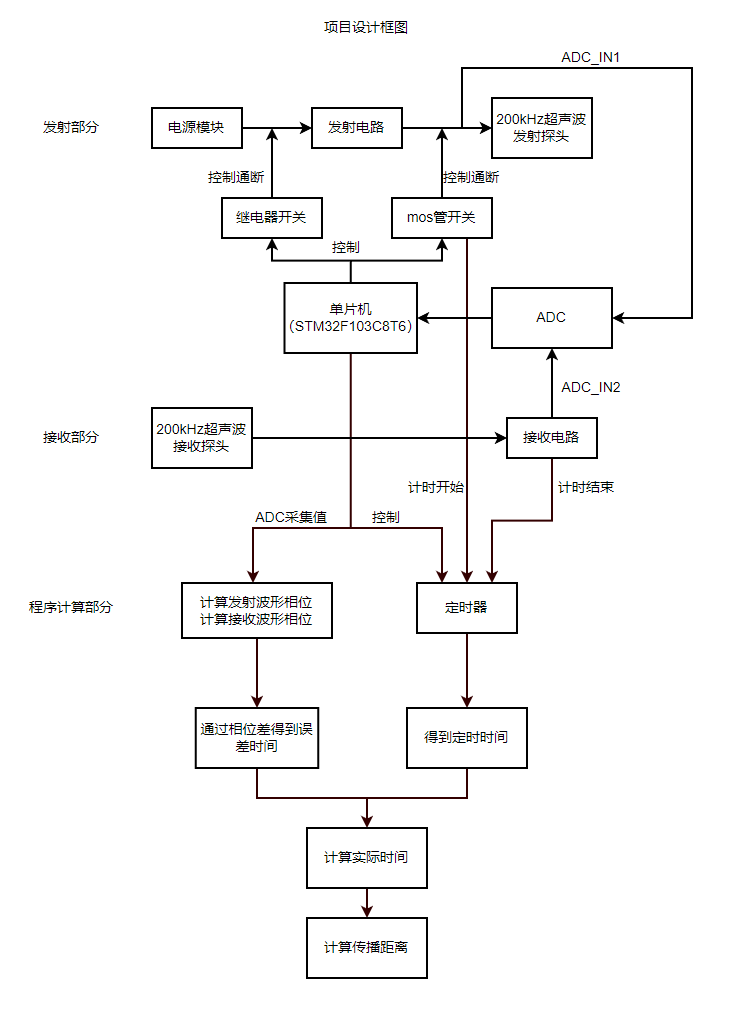 项目设计框图
ADC_IN1
发射部分
电源模块
发射电路
200kHz超声波
发射探头
控制通断
控制通断
继电器开关
mos管开关
控制
单片机
（STM32F103C8T6）
ADC
ADC_IN2
接收部分
200kHz超声波
接收探头
接收电路
计时开始
计时结束
ADC采集值
控制
程序计算部分
计算发射波形相位
计算接收波形相位
定时器
通过相位差得到误
差时间
得到定时时间
计算实际时间
计算传播距离